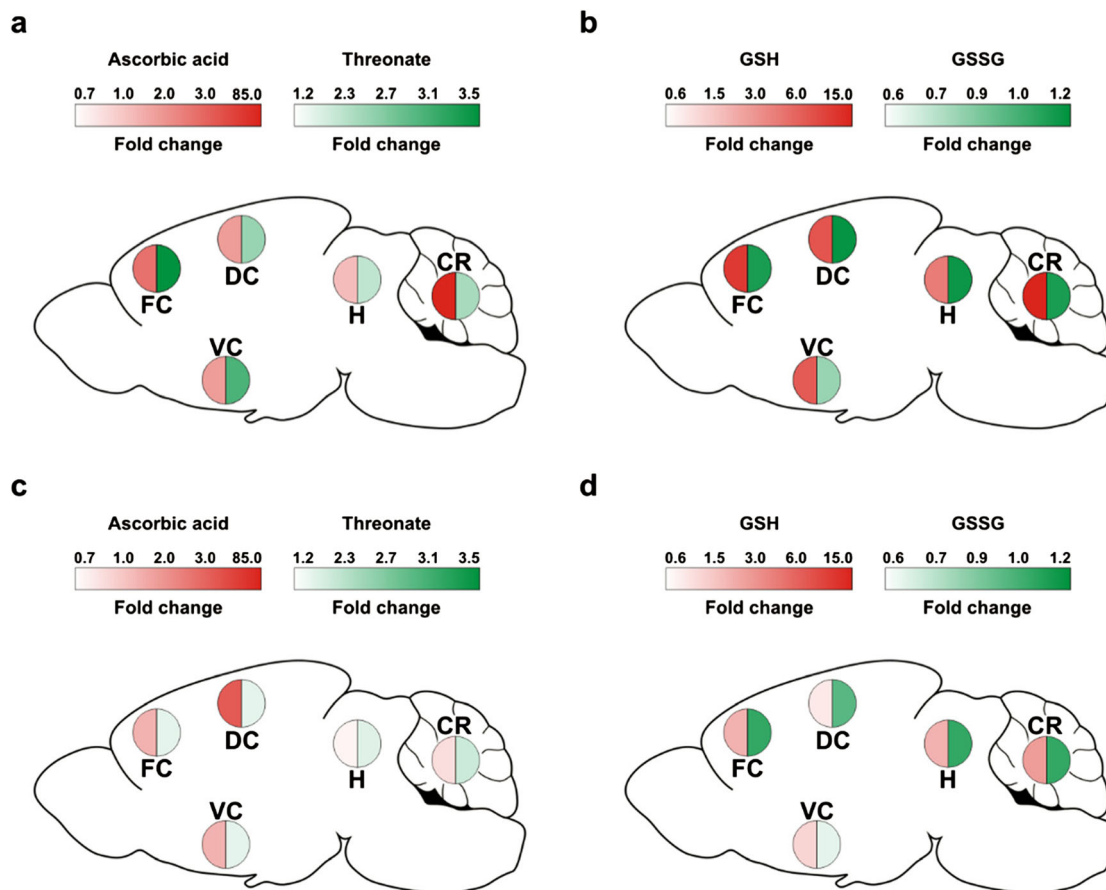 a
Ascorbic acid
Threonate
0.7 1.0 2.0 3.0 85.0
1.2 2.3 2.7 3.1 3.5
Fold change
Fold change
DC
FC
H
CR
VC
b
GSH
GSSG
0.6 1.5 3.0 6.0 15.0
0.6 0.7 0.9 1.0 1.2
Fold change
Fold change
DC
FC
H
CR
VC
c
Ascorbic acid
Threonate
0.7 1.0 2.0 3.0 85.0
1.2 2.3 2.7 3.1 3.5
Fold change
Fold change
DC
FC
H
CR
VC
d
GSH
GSSG
0.6 1.5 3.0 6.0 15.0
0.6 0.7 0.9 1.0 1.2
Fold change
Fold change
DC
FC
H
CR
VC